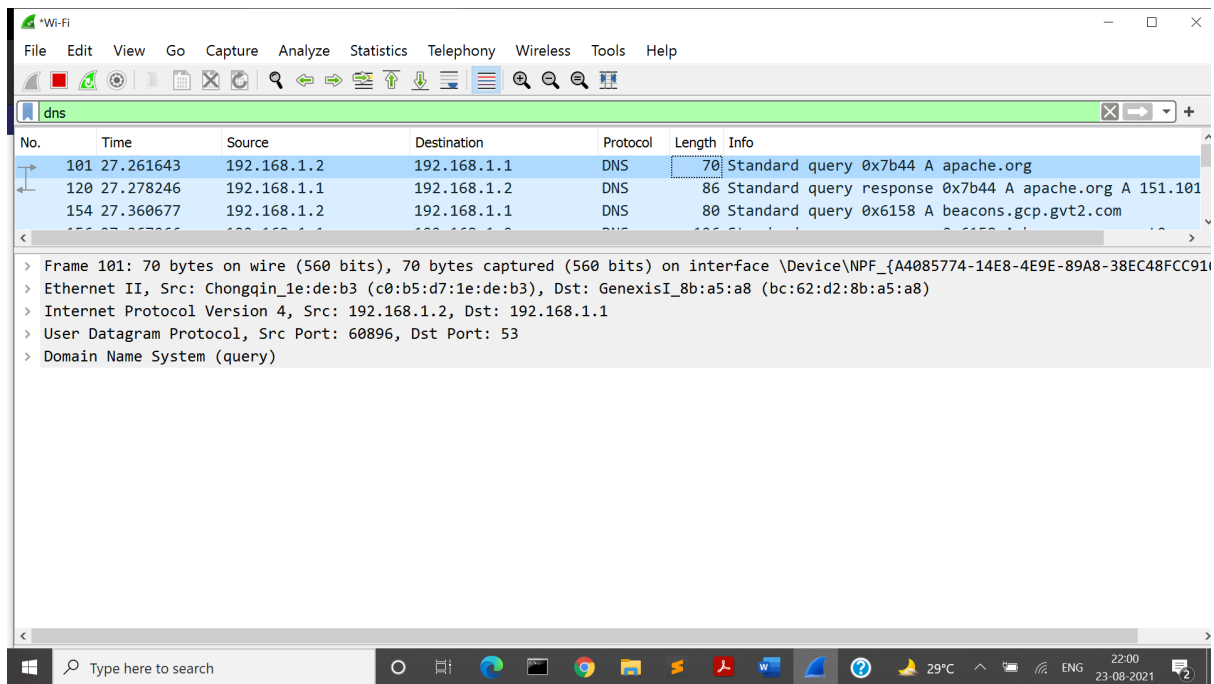 *Wi-Fi
File Edit View Go Capture Analyze Statistics Telephony Wireless Tools Help
dns
No. Time Source Destination Protocol Length Info
101 27.261643 192.168.1.2 192.168.1.1 DNS 70 Standard query 0x7b44 A apache.org
120 27.278246 192.168.1.1 192.168.1.2 DNS 86 Standard query response 0x7b44 A apache.org A 151.101
154 27.360677 192.168.1.2 192.168.1.1 DNS 80 Standard query 0x6158 A beacons.gcp.gvt2.com
Frame 101: 70 bytes on wire (560 bits), 70 bytes captured (560 bits) on interface \Device\NPF_{A4085774-14E8-4E9E-89A8-38EC48FCC916
Ethernet II, Src: Chongqin_1e:de:b3 (c0:b5:d7:1e:de:b3), Dst: GenexisI_8b:a5:a8 (bc:62:d2:8b:a5:a8)
Internet Protocol Version 4, Src: 192.168.1.2, Dst: 192.168.1.1
User Datagram Protocol, Src Port: 60896, Dst Port: 53
Domain Name System (query)
Type here to search
29°C ENG
22:00
23-08-2021
2